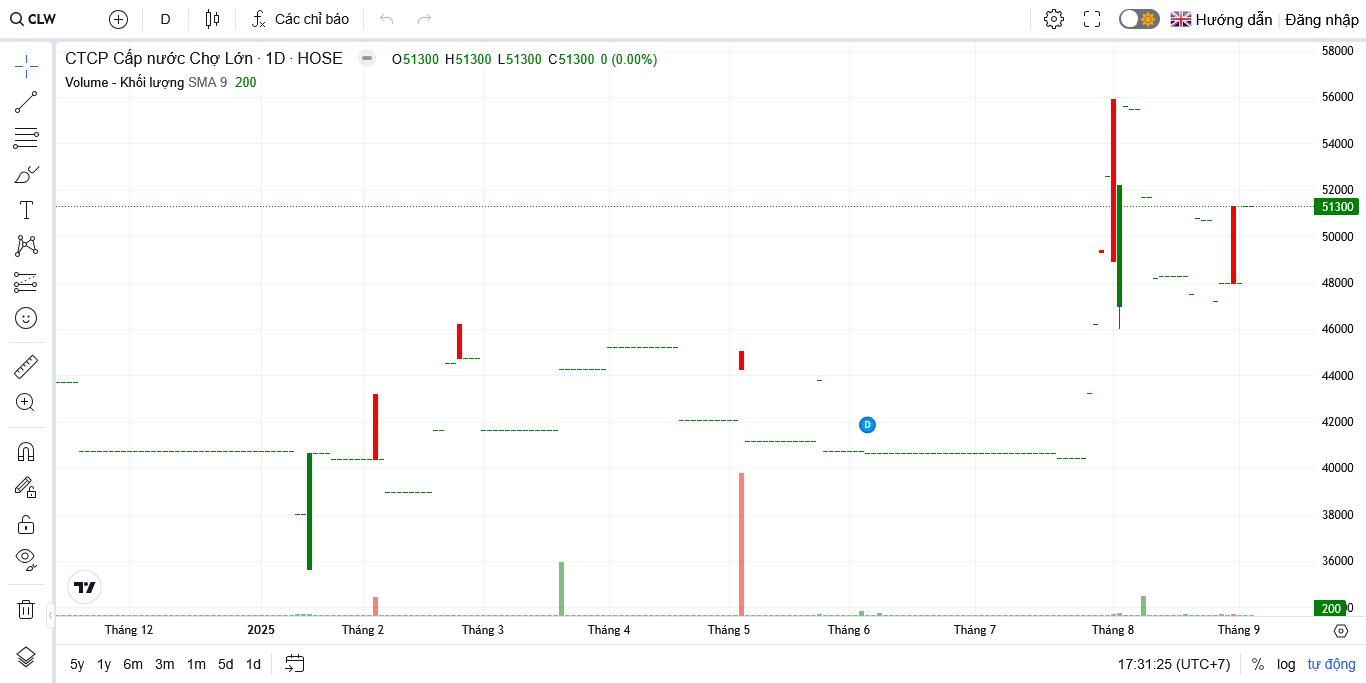 CLW D Các chỉ báo Hướng dẫn Đăng nhập
CTCP Cấp nước Chợ Lớn · 1D · HOSE O51300 H51300 L51300 C51300 0 (0.00%)
Volume - Khối lượng SMA 9 200
58000
56000
54000
52000
51300
50000
48000
46000
44000
42000
D
40000
38000
36000
200
Tháng 12 2025 Tháng 2 Tháng 3 Tháng 4 Tháng 5 Tháng 6 Tháng 7 Tháng 8 Tháng 9
5y 1y 6m 3m 1m 5d 1d 17:31:25 (UTC+7) % log tự động